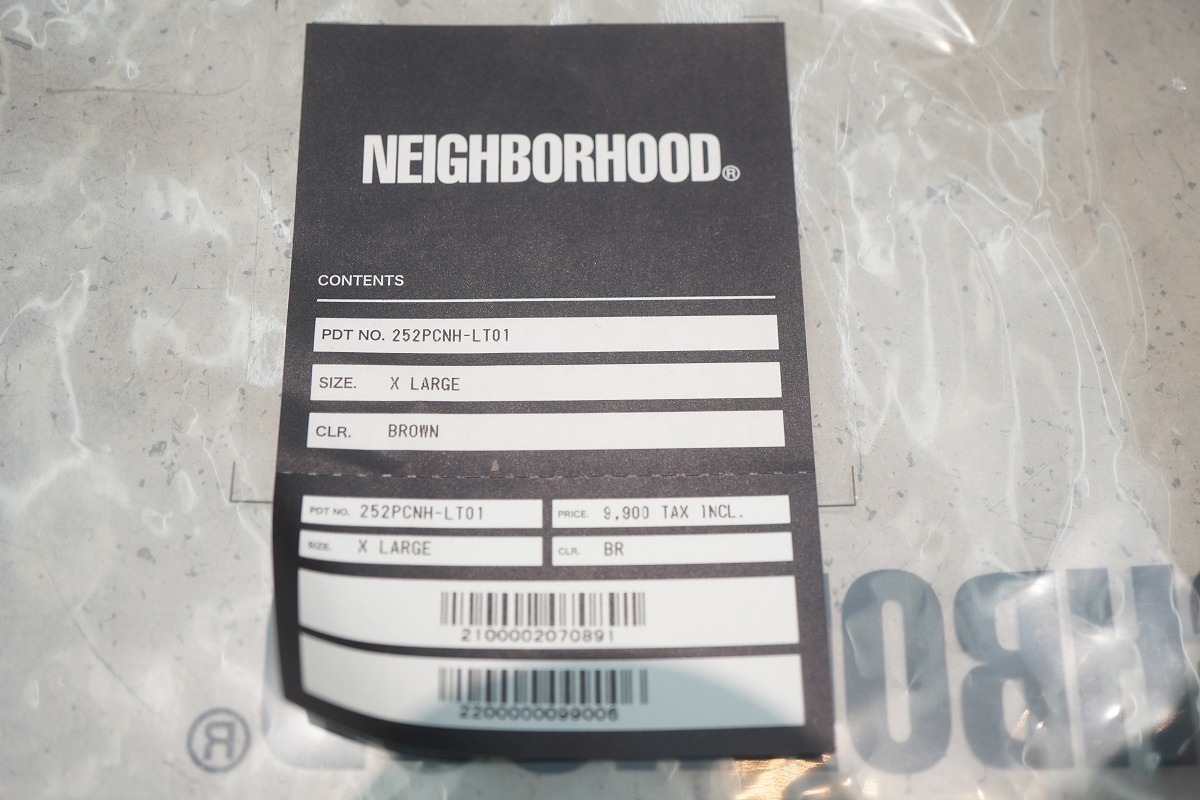 NEIGHBORHOOD®
CONTENTS
PDT NO. 252PCNH-LT01
SIZE. X LARGE
CLR. BROWN
PDT NO. 252PCNH-LT01 PRICE. 9,900 TAX INCL.
SIZE. X LARGE CLR. BR
2100002070891
2200000099006
HBO
®